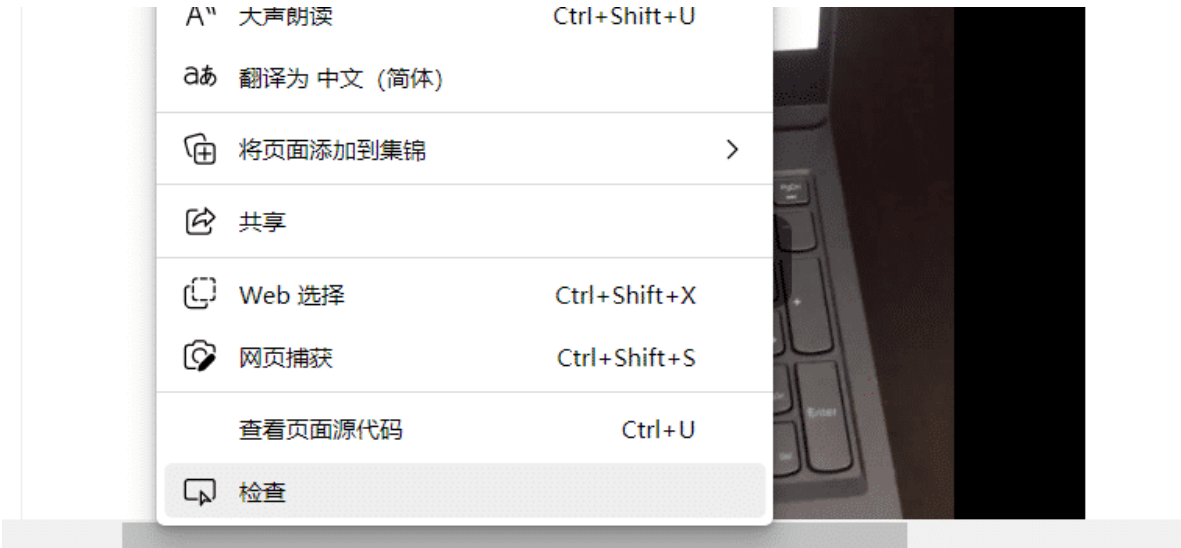 大声朗读 Ctrl+Shift+U
翻译为 中文 (简体)
将页面添加到集锦
共享
Web 选择 Ctrl+Shift+X
网页捕获 Ctrl+Shift+S
查看页面源代码 Ctrl+U
检查
PgDn
+
Enter